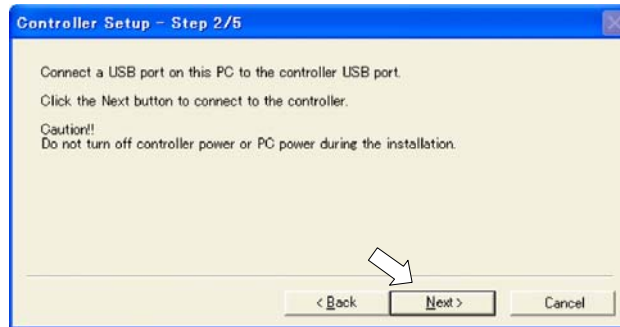 Controller Setup - Step 2/5
Connect a USB port on this PC to the controller USB port.
Click the Next button to connect to the controller.
Caution!!
Do not turn off controller power or PC power during the installation.
< Back
Next >
Cancel